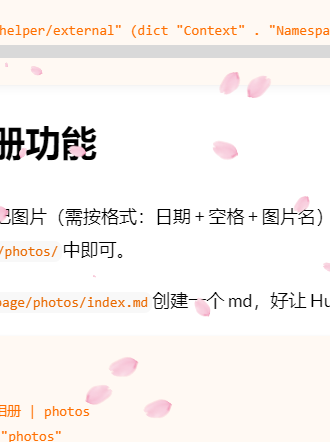 helper/external" (dict "Context" . "Namespa
册功能
把图片（需按格式：日期 + 空格 + 图片名）
/photos/ 中即可。
page/photos/index.md 创建一个 md，好让 Hu
相册 | photos
"photos"